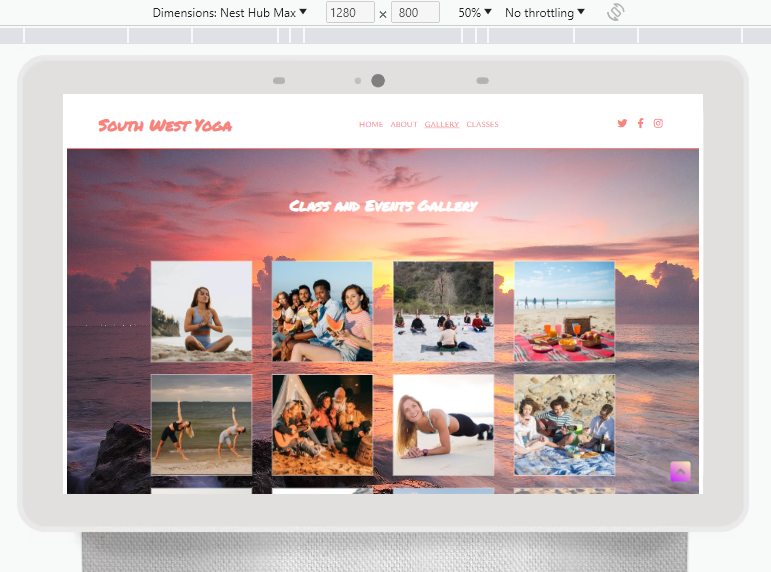 Dimensions: Nest Hub Max 1280 × 800 50% No throttling
South West Yoga HOME ABOUT GALLERY CLASSES
Class and Events Gallery